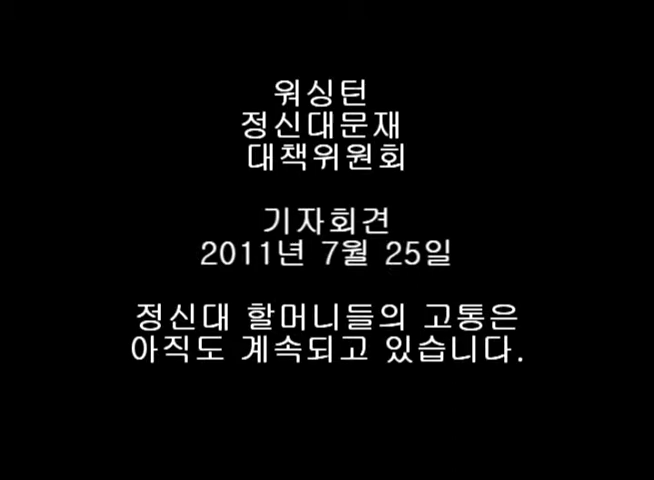 워싱턴
정신대문재
대책위원회
기자회견
2011년 7월 25일
정신대 할머니들의 고통은
아직도 계속되고 있습니다.